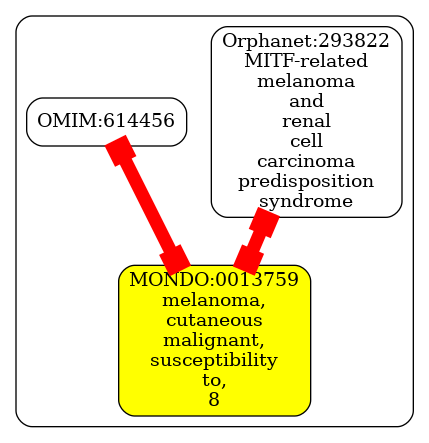 OMIM:614456
Orphanet:293822
MITF-related
melanoma
and
renal
cell
carcinoma
predisposition
syndrome
MONDO:0013759
melanoma,
cutaneous
malignant,
susceptibility
to,
8